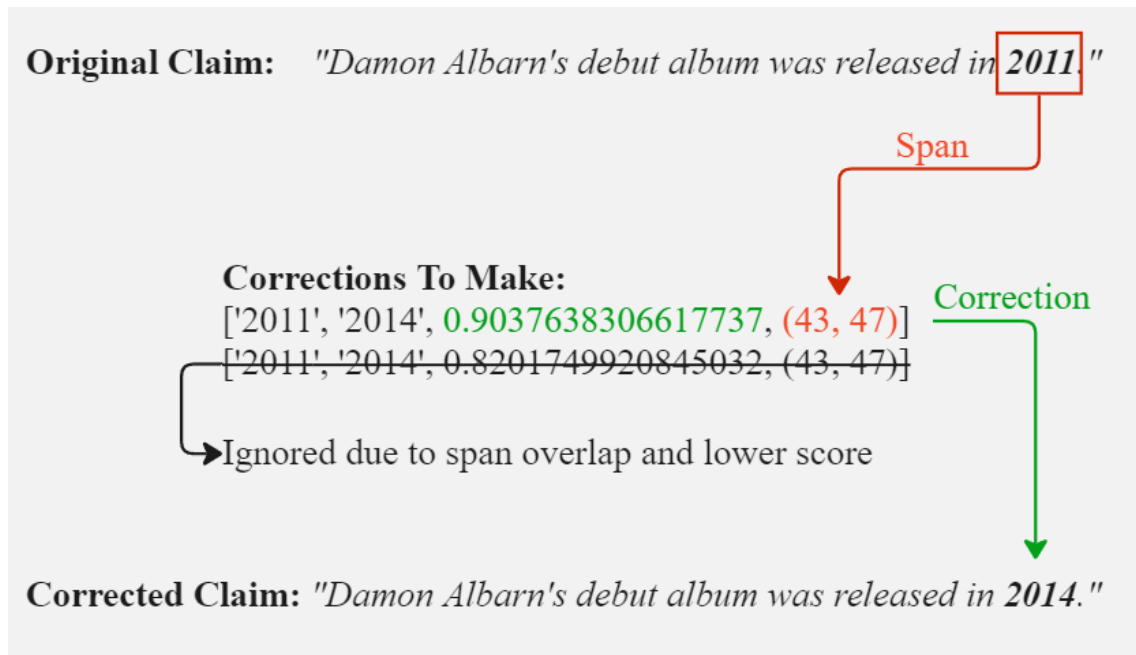 Original Claim: "Damon Albarn's debut album was released in 2011."
Span
Corrections To Make:
Correction
['2011', '2014', 0.9037638306617737, (43, 47)]
['2011', '2014', 0.8201749920845032, (43, 47)]
Ignored due to span overlap and lower score
Corrected Claim: "Damon Albarn's debut album was released in 2014."